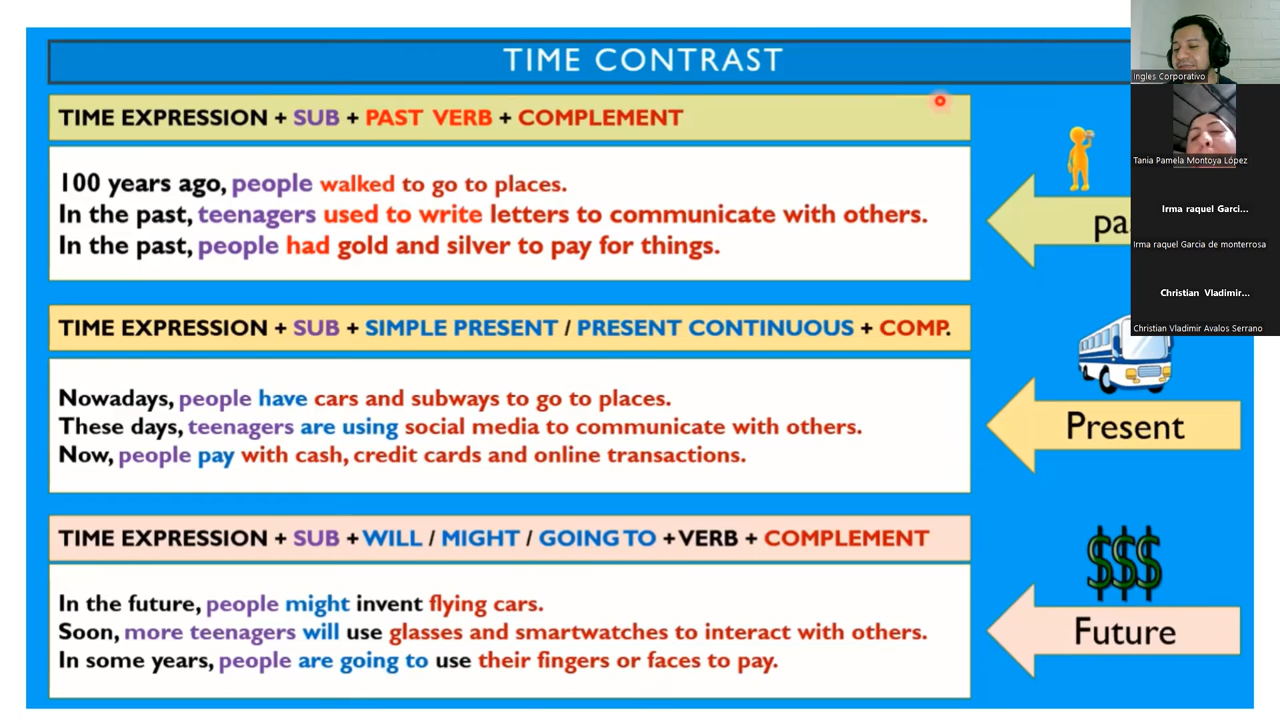 TIME CONTRAST
TIME EXPRESSION + SUB + PAST VERB + COMPLEMENT
100 years ago, people walked to go to places.
In the past, teenagers used to write letters to communicate with others.
In the past, people had gold and silver to pay for things.
pa
TIME EXPRESSION + SUB + SIMPLE PRESENT / PRESENT CONTINUOUS + COMP.
Nowadays, people have cars and subways to go to places.
These days, teenagers are using social media to communicate with others.
Now, people pay with cash, credit cards and online transactions.
Present
TIME EXPRESSION + SUB + WILL / MIGHT / GOING TO + VERB + COMPLEMENT
In the future, people might invent flying cars.
Soon, more teenagers will use glasses and smartwatches to interact with others.
In some years, people are going to use their fingers or faces to pay.
$$$
Future
Ingles Corporativo
Tania Pamela Montoya López
Irma raquel Garci...
Irma raquel Garcia de monterrosa
Christian Vladimir...
Christian Vladimir Avalos Serrano